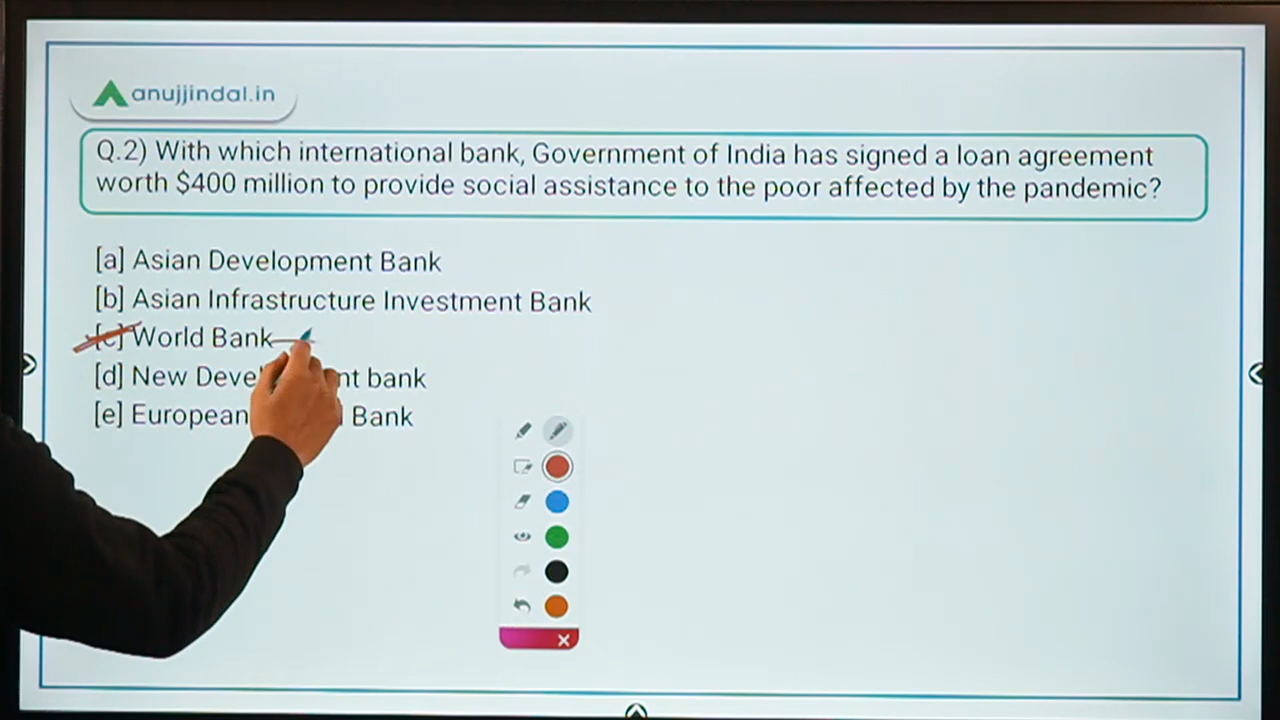 anujjindal.in
Q.2) With which international bank, Government of India has signed a loan agreement
worth $400 million to provide social assistance to the poor affected by the pandemic?
[a] Asian Development Bank
[b] Asian Infrastructure Investment Bank
[c] World Bank
[d] New bank
[e] European Bank